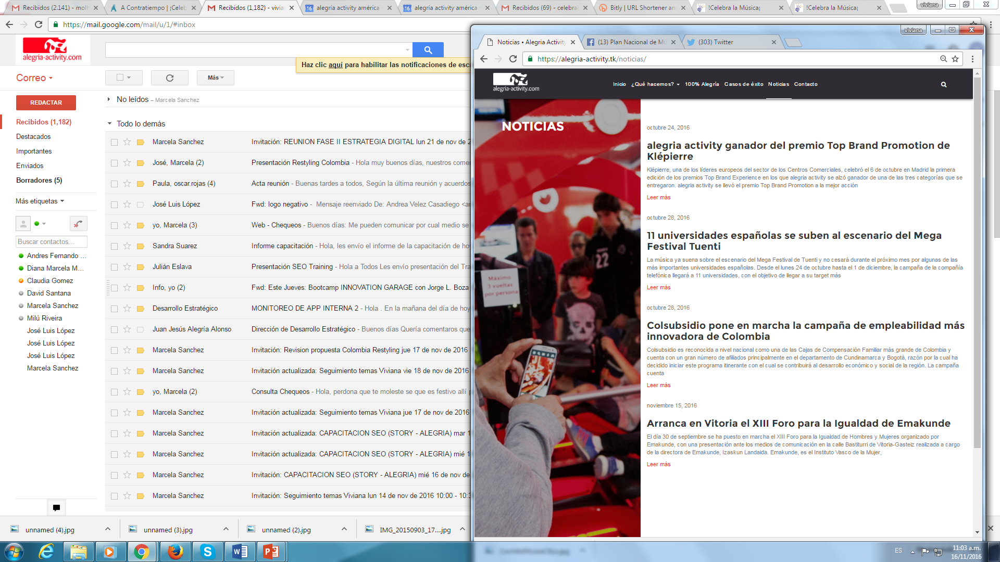 Recibidos (2.141) - moll
A Contratiempo | ¡Celeb
Recibidos (1,182) - vivia
alegría activity américa -
alegría activity américa
Recibidos (69) - celebra
Bitly | URL Shortener an
!Celebra la Música¡
!Celebra la Música¡
viviana
https://mail.google.com/mail/u/1/#inbox
alegria-activity.com
Haz clic aquí para habilitar las notificaciones de escr
Correo
Más
REDACTAR
Recibidos (1,182)
Destacados
Importantes
Enviados
Borradores (5)
Más etiquetas
Buscar contactos...
Andres Fernando ...
Diana Marcela M...
Claudia Gomez
David Santana
Marcela Sanchez
Milú Riveira
José Luis López
José Luis López
José Luis López
Marcela Sanchez
No leídos – Marcela Sanchez
Todo lo demás
Marcela Sanchez Invitación: REUNION FASE II ESTRATEGIA DIGITAL lun 21 de nov de 2
José, Marcela (2) Presentación Restyling Colombia - Hola muy buenos días, nuestros comer
Paula, oscar.rojas (4) Acta reunión - Buenas tardes a todos, Según la última reunión y acuerdos
José Luis López Fwd: logo negativo - Mensaje reenviado De: Andrea Velez Casadiego <an
yo, Marcela (3) Web - Chequeos - Buenos días: Me pueden comunicar por cual medio se
Sandra Suarez Informe capacitación - Hola, les envío el informe de la capacitación de hoy
Julián Eslava Presentación SEO Training - Hola a Todos Les envío presentación del Tra
Info, yo (2) Fwd: Este Jueves: Bootcamp INNOVATION GARAGE con Jorge L. Boza
Desarrollo Estratégico MONITOREO DE APP INTERNA 2 - Hola . En la mañana del día de hoy
Juan Jesús Alegría Alonso Dirección de Desarrollo Estratégico - Buenos días Quería comentaros que
Marcela Sanchez Invitación: Revision propuesta Colombia Restyling jue 17 de nov de 2016
Marcela Sanchez Invitación actualizada: Seguimiento temas Viviana vie 18 de nov de 2016
yo, Marcela (2) Consulta Chequeos - Hola, perdona que te moleste se que es festivo allí p
Marcela Sanchez Invitación actualizada: Seguimiento temas Viviana jue 17 de nov de 2016
Marcela Sanchez Invitación actualizada: CAPACITACION SEO (STORY - ALEGRIA) mar 1
Marcela Sanchez Invitación actualizada: CAPACITACION SEO (STORY - ALEGRIA) mié 1
Marcela Sanchez Invitación: CAPACITACION SEO (STORY - ALEGRIA) mié 16 de nov de
Marcela Sanchez Invitación: Seguimiento temas Viviana lun 14 de nov de 2016 10:00 - 10:3
viviana
Noticias • Alegria Activity
(13) Plan Nacional de Mú
(303) Twitter
https://alegria-activity.tk/noticias/
alegria-activity.com
Inicio ¿Qué hacemos? 100% Alegría Casos de éxito Noticias Contacto
NOTICIAS
Máximo
3 vueltas
por persona
22
octubre 24, 2016
alegria activity ganador del premio Top Brand Promotion de
Klépierre
Klépierre, una de los líderes europeos del sector de los Centros Comerciales, celebró el 6 de octubre en Madrid la primera
edición de los premios Top Brand Experience en los que alegria activity se alzó ganador de una de las tres categorías que se
entregaron. alegria activity se llevó el premio Top Brand Promotion a la mejor acción
Leer más
octubre 28, 2016
11 universidades españolas se suben al escenario del Mega
Festival Tuenti
La música ya suena sobre el escenario del Mega Festival de Tuenti y no cesará durante el próximo mes por algunas de las
más importantes universidades españolas. Desde el lunes 24 de octubre hasta el 1 de diciembre, la campaña de la compañía
telefónica llegará a 11 universidades, con el objetivo de llegar a su target más
Leer más
octubre 28, 2016
Colsubsidio pone en marcha la campaña de empleabilidad más
innovadora de Colombia
Colsubsidio es reconocida a nivel nacional como una de las Cajas de Compensación Familiar más grande de Colombia y
cuenta con un gran número de afiliados principalmente en el departamento de Cundinamarca y Bogotá, razón por la cual ha
decidido iniciar este programa itinerante con el cual se contribuirá al desarrollo económico y social de la región. La campaña
cuenta
Leer más
noviembre 15, 2016
Arranca en Vitoria el XIII Foro para la Igualdad de Emakunde
El día 30 de septiembre se ha puesto en marcha el XIII Foro para la Igualdad de Hombres y Mujeres organizado por
Emakunde, con una presentación ante los medios de comunicación en la calle Bastiturri de Vitoria-Gasteiz realizada a cargo
de la directora de Emakunde, Izaskun Landaida. Emakunde, es el Instituto Vasco de la Mujer,
Leer más
unnamed (4).jpg
unnamed (3).jpg
unnamed (2).jpg
IMG_20150903_17....jpg
ES
11:03 a.m.
16/11/2016